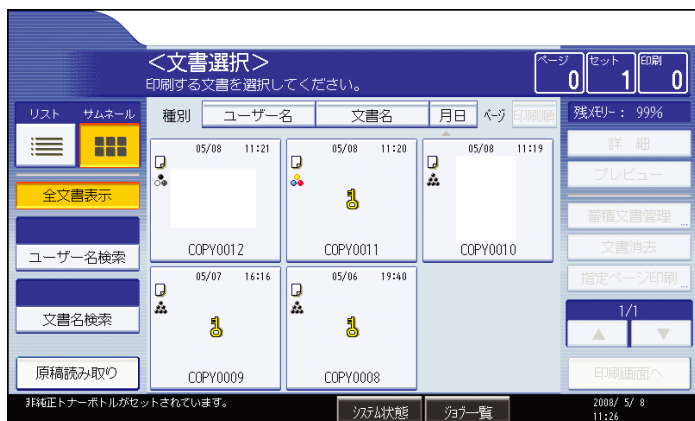 ＜文書選択＞
印刷する文書を選択してください。
ページ セット 印刷
0 1 0
リスト サムネール
種別 ユーザー名 文書名 月日 ページ 印刷順
残メモリー： 99%
全文書表示
ユーザー名検索
文書名検索
原稿読み取り
05/08 11:21
COPY0012
05/08 11:20
COPY0011
05/08 11:19
COPY0010
05/07 16:16
COPY0009
05/06 19:40
COPY0008
詳 細
プレビュー
蓄積文書管理
文書消去
指定ページ印刷
1/1
▲ ▼
印刷画面へ
非純正トナーボトルがセットされています。
システム状態 ジョブ一覧
2008/ 5/ 8
11:26